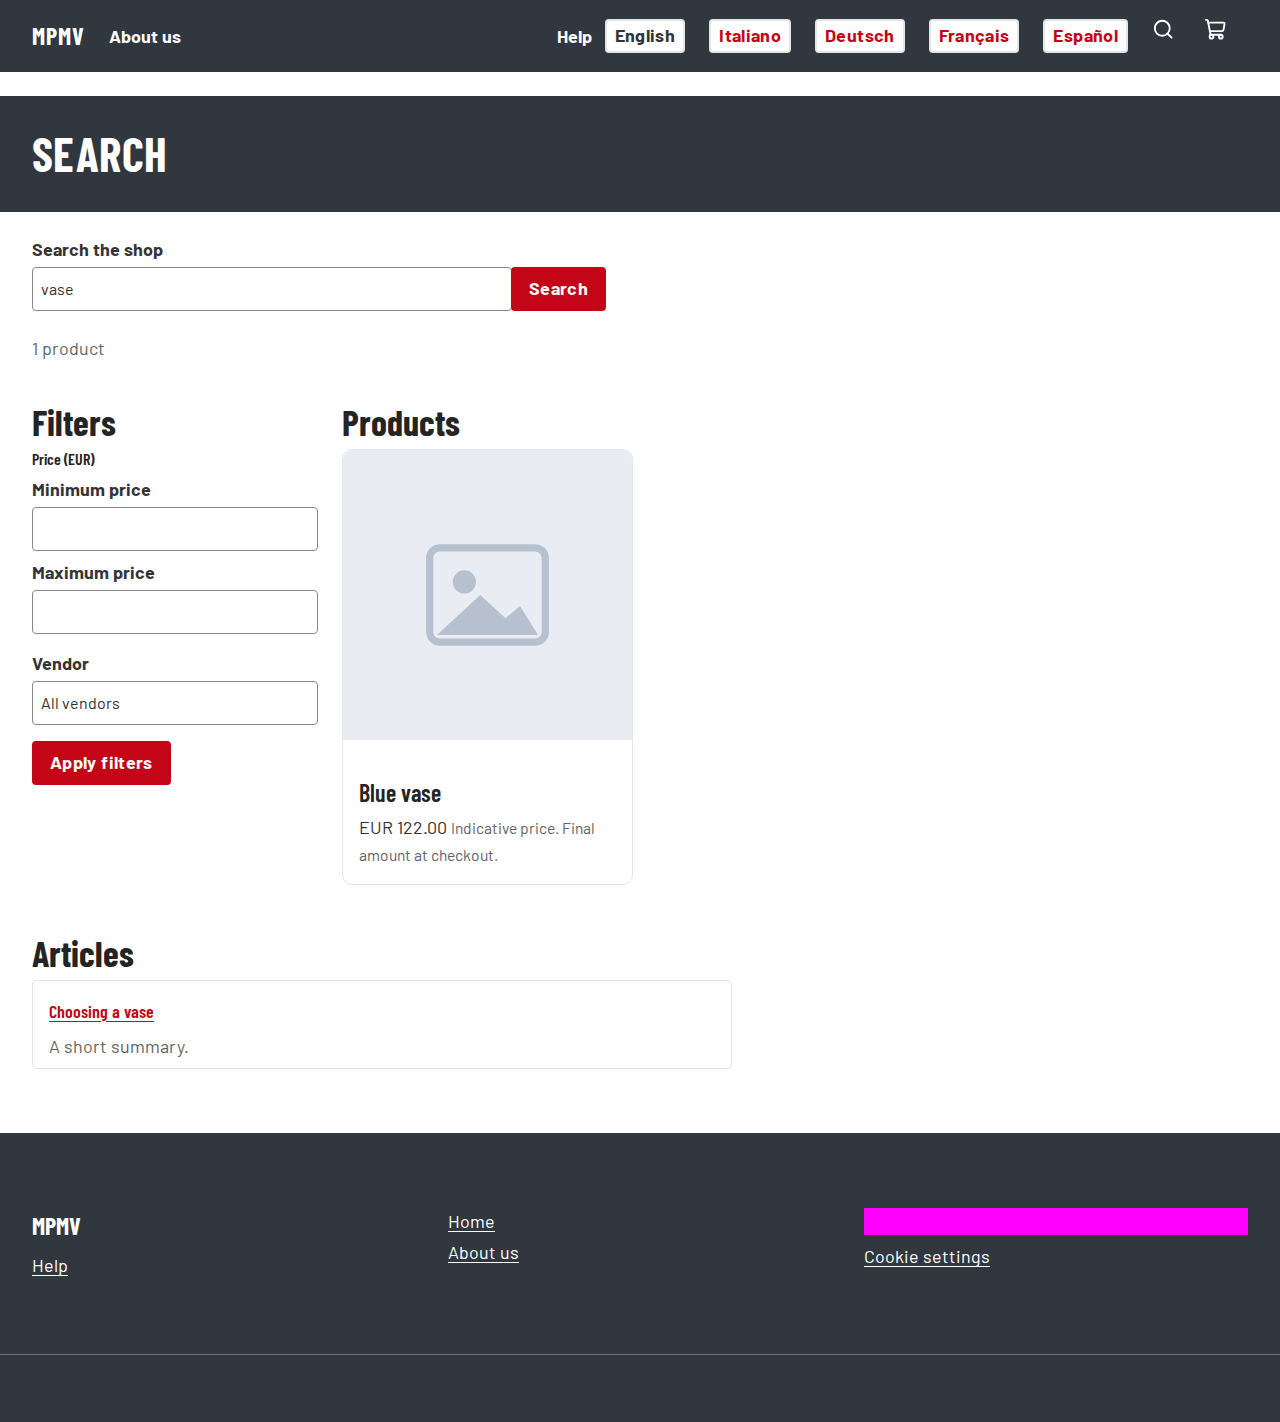 MPMV About us Help English Italiano Deutsch Français Español
SEARCH
Search the shop
vase Search
1 product
Filters
Price (EUR)
Minimum price
Maximum price
Vendor
All vendors
Apply filters
Products
Blue vase
EUR 122.00 Indicative price. Final
amount at checkout.
Articles
Choosing a vase
A short summary.
MPMV
Help
Home
About us
Cookie settings